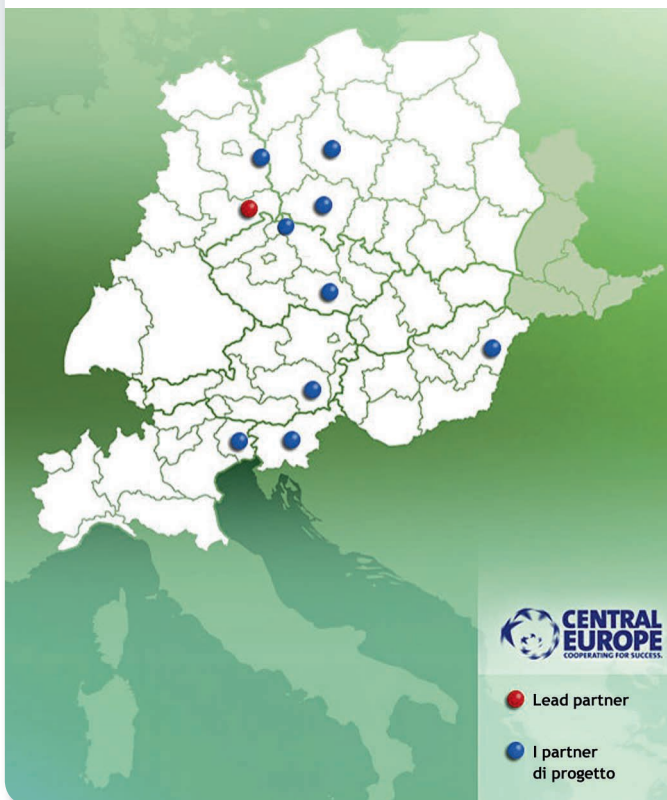 CENTRAL
EUROPE
COOPERATING FOR SUCCESS.
Lead partner
I partner
di progetto